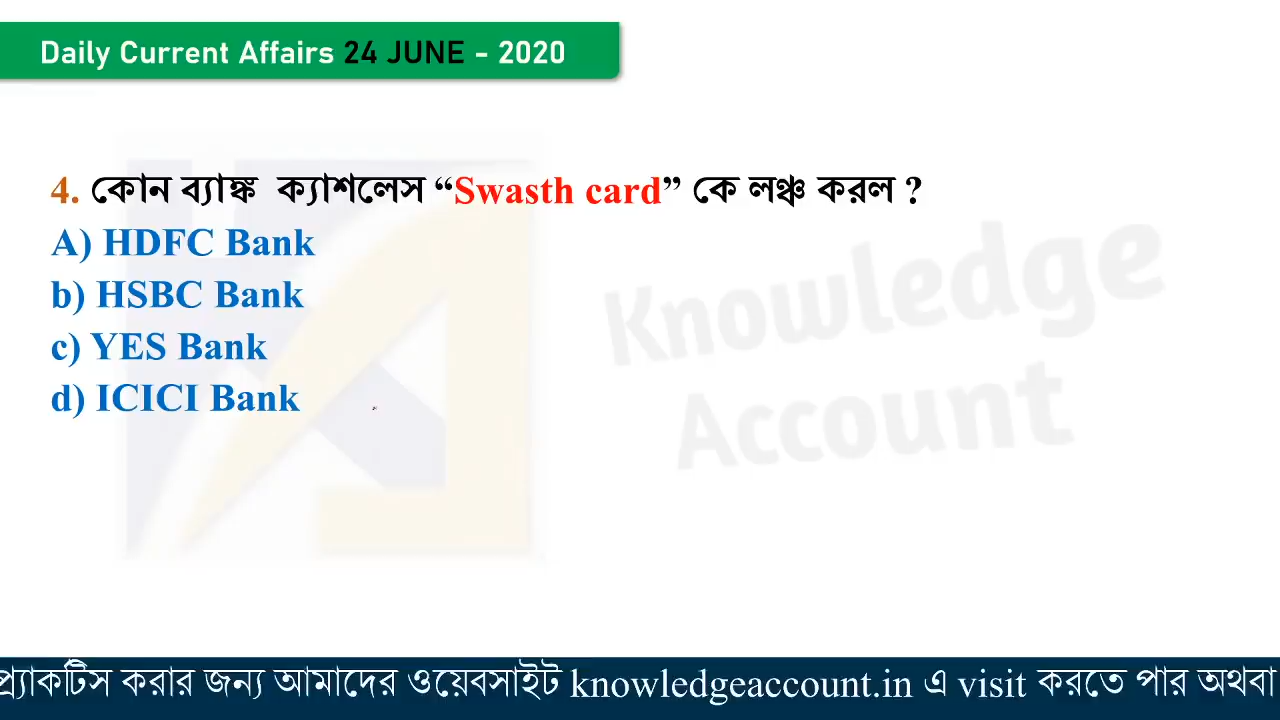 Daily Current Affairs 24 JUNE - 2020
4. কোন ব্যাঙ্ক ক্যাশলেস “Swasth card” কে লঞ্চ করল ?
A) HDFC Bank
b) HSBC Bank
c) YES Bank
d) ICICI Bank
Knowledge
Account
প্র্যাকটিস করার জন্য আমাদের ওয়েবসাইট knowledgeaccount.in এ visit করতে পার অথবা